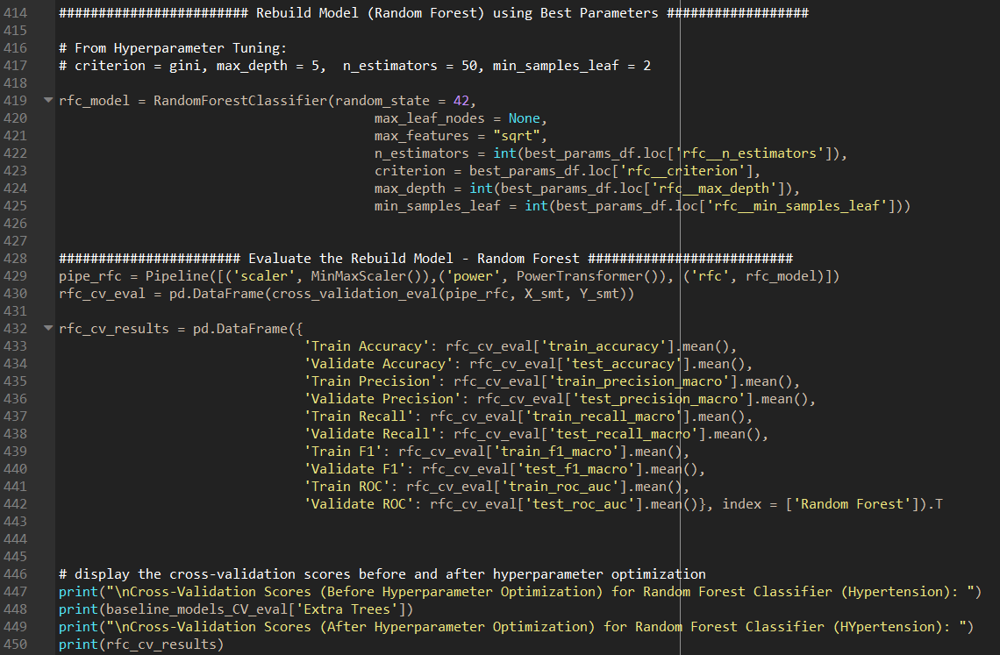 414 ######################## Rebuild Model (Random Forest) using Best Parameters ##################
415
416 # From Hyperparameter Tuning:
417 # criterion = gini, max_depth = 5,  n_estimators = 50, min_samples_leaf = 2
418
419 rfc_model = RandomForestClassifier(random_state = 42,
420                                         max_leaf_nodes = None,
421                                         max_features = "sqrt",
422                                         n_estimators = int(best_params_df.loc['rfc__n_estimators']),
423                                         criterion = best_params_df.loc['rfc__criterion'],
424                                         max_depth = int(best_params_df.loc['rfc__max_depth']),
425                                         min_samples_leaf = int(best_params_df.loc['rfc__min_samples_leaf']))
426
427
428 ####################### Evaluate the Rebuild Model - Random Forest ##########################
429 pipe_rfc = Pipeline([('scaler', MinMaxScaler()),('power', PowerTransformer()), ('rfc', rfc_model)])
430 rfc_cv_eval = pd.DataFrame(cross_validation_eval(pipe_rfc, X_smt, Y_smt))
431
432 rfc_cv_results = pd.DataFrame({
433                                'Train Accuracy': rfc_cv_eval['train_accuracy'].mean(),
434                                'Validate Accuracy': rfc_cv_eval['test_accuracy'].mean(),
435                                'Train Precision': rfc_cv_eval['train_precision_macro'].mean(),
436                                'Validate Precision': rfc_cv_eval['test_precision_macro'].mean(),
437                                'Train Recall': rfc_cv_eval['train_recall_macro'].mean(),
438                                'Validate Recall': rfc_cv_eval['test_recall_macro'].mean(),
439                                'Train F1': rfc_cv_eval['train_f1_macro'].mean(),
440                                'Validate F1': rfc_cv_eval['test_f1_macro'].mean(),
441                                'Train ROC': rfc_cv_eval['train_roc_auc'].mean(),
442                                'Validate ROC': rfc_cv_eval['test_roc_auc'].mean()}, index = ['Random Forest']).T
443
444
445
446 # display the cross-validation scores before and after hyperparameter optimization
447 print("\nCross-Validation Scores (Before Hyperparameter Optimization) for Random Forest Classifier (Hypertension): ")
448 print(baseline_models_CV_eval['Extra Trees'])
449 print("\nCross-Validation Scores (After Hyperparameter Optimization) for Random Forest Classifier (HYpertension): ")
450 print(rfc_cv_results)